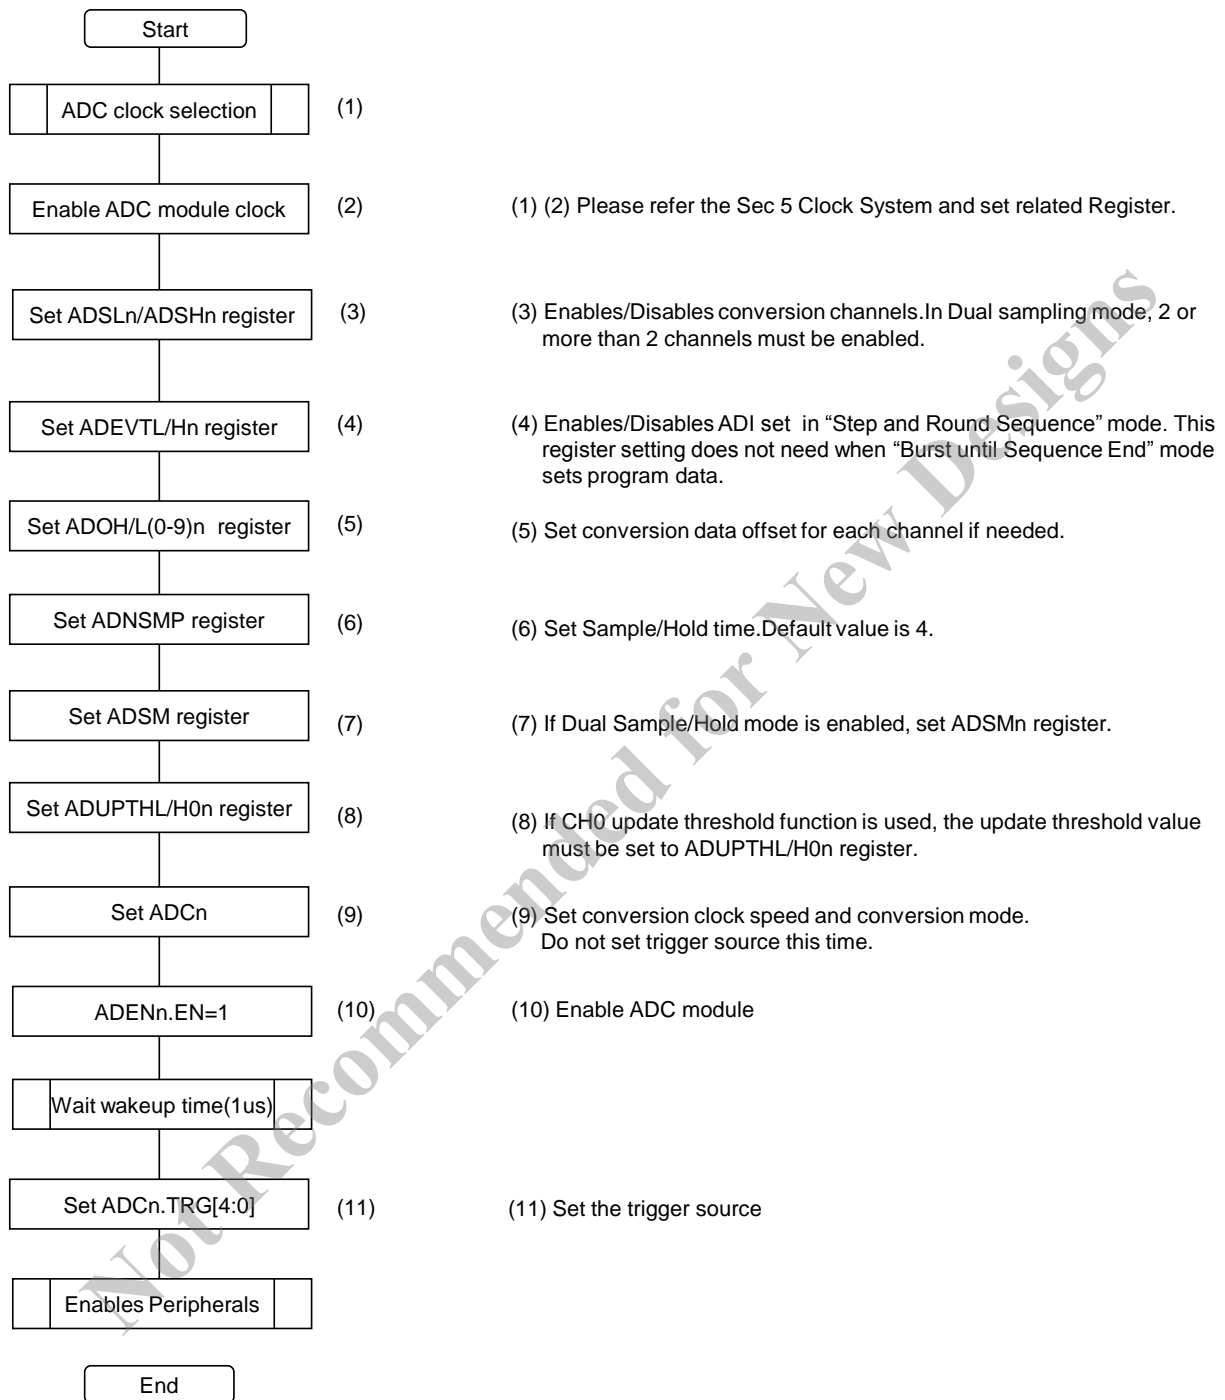 Start
ADC clock selection (1)
Enable ADC module clock (2) (1) (2) Please refer the Sec 5 Clock System and set related Register.
Set ADSLn/ADSHn register (3) (3) Enables/Disables conversion channels.In Dual sampling mode, 2 or
more than 2 channels must be enabled.
Set ADEVTL/Hn register (4) (4) Enables/Disables ADI set in “Step and Round Sequence” mode. This
register setting does not need when “Burst until Sequence End” mode
sets program data.
Set ADOH/L(0-9)n register (5) (5) Set conversion data offset for each channel if needed.
Set ADNSMP register (6) (6) Set Sample/Hold time.Default value is 4.
Set ADSM register (7) (7) If Dual Sample/Hold mode is enabled, set ADSMn register.
Set ADUPTHL/H0n register (8) (8) If CH0 update threshold function is used, the update threshold value
must be set to ADUPTHL/H0n register.
Set ADCn (9) (9) Set conversion clock speed and conversion mode.
Do not set trigger source this time.
ADENn.EN=1 (10) (10) Enable ADC module
Wait wakeup time(1us)
Set ADCn.TRG[4:0] (11) (11) Set the trigger source
Enables Peripherals
End
Not Recommended for New Designs